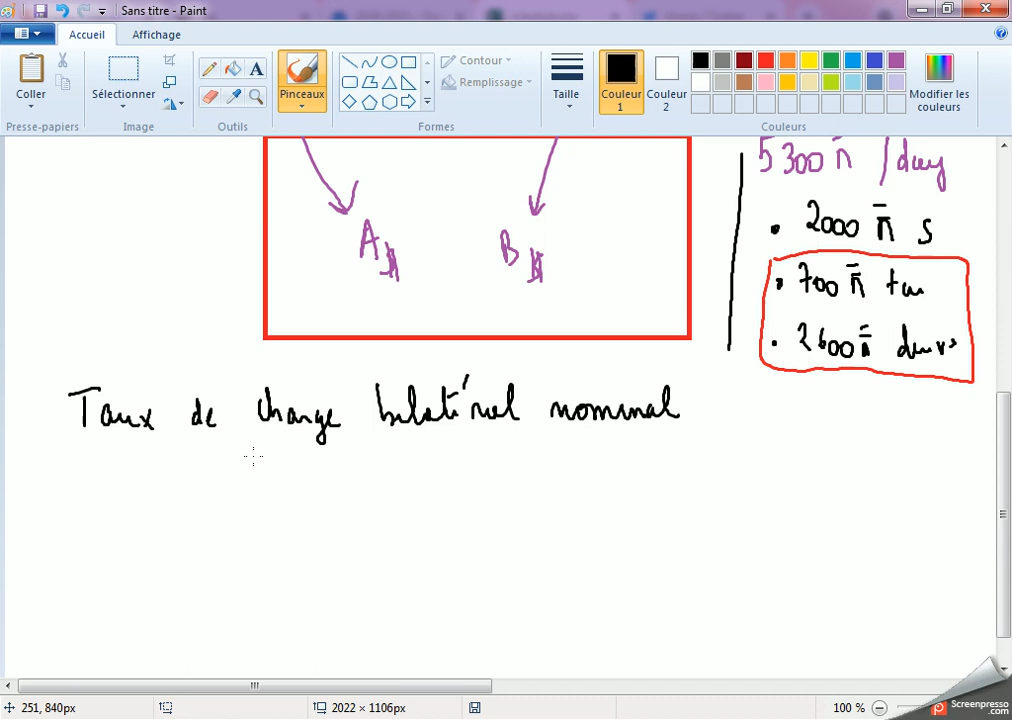 Sans titre - Paint
Accueil
Affichage
Coller
Sélectionner
Pinceaux
Contour
Remplissage
Taille
Couleur 1
Couleur 2
Modifier les couleurs
Presse-papiers
Image
Outils
Formes
Couleurs
5300 n̄ /day
A
B
• 2000 n̄ s
• 700 n̄
• 2600 n̄
Taux de change bilatéral nominal
251, 840px
2022 × 1106px
100 %
Screenpresso
.com